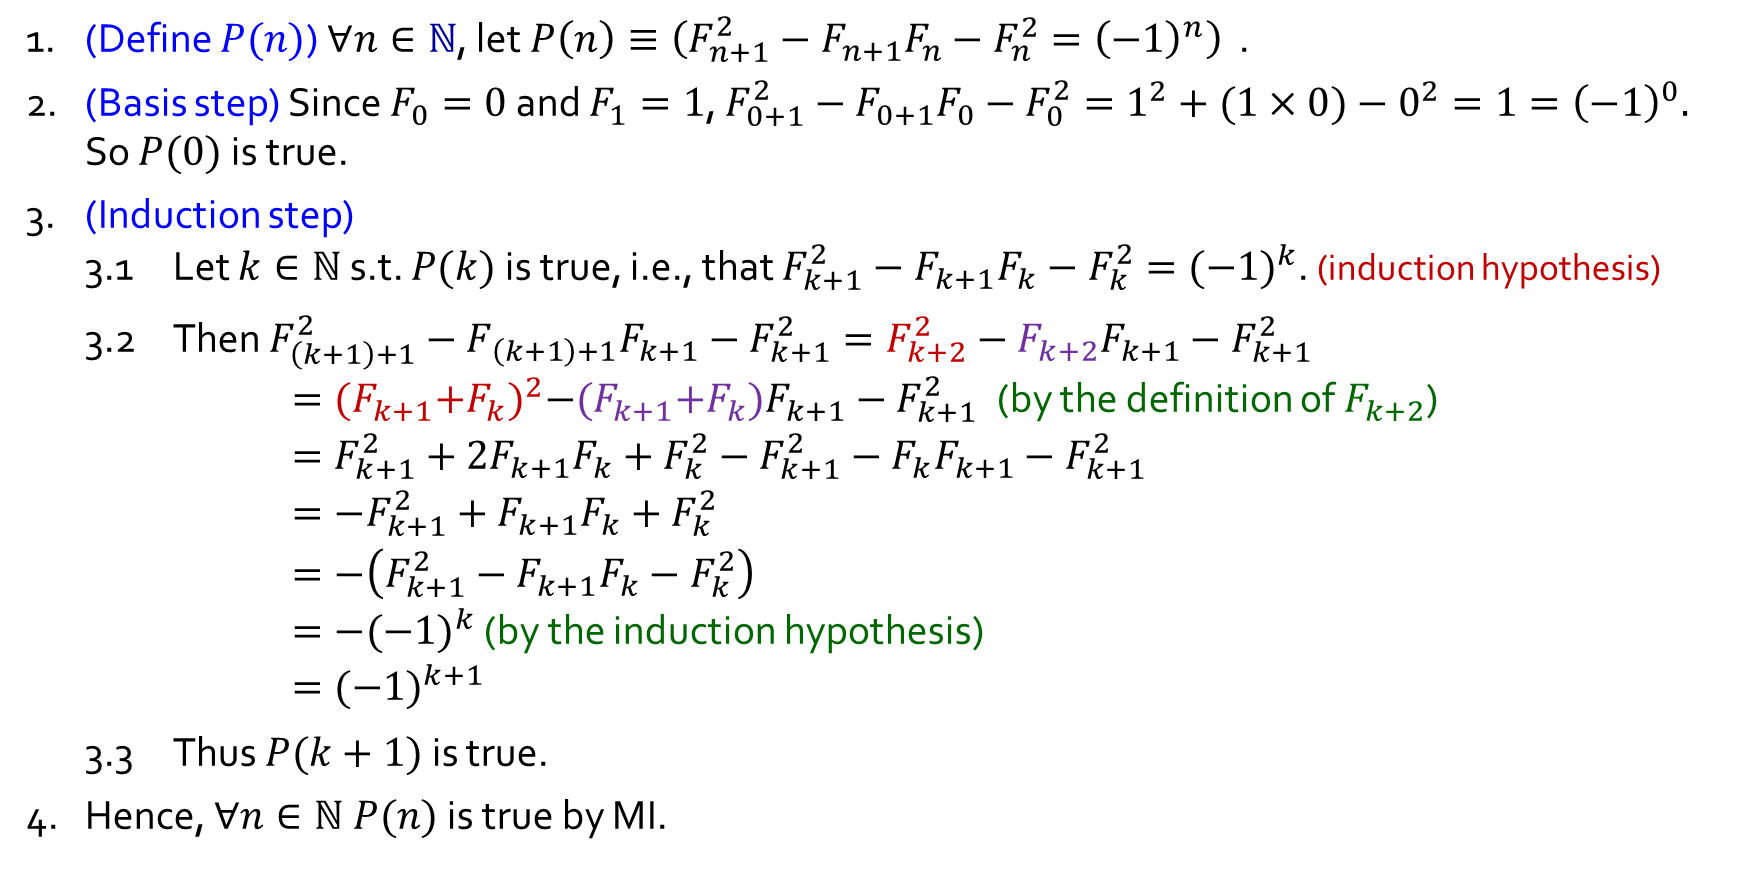 1. (Define P(n)) ∀n ∈ ℕ, let P(n) ≡ (F²ₙ₊₁ − Fₙ₊₁Fₙ − F²ₙ = (−1)ⁿ) .
2. (Basis step) Since F₀ = 0 and F₁ = 1, F²₀₊₁ − F₀₊₁F₀ − F²₀ = 1² + (1 × 0) − 0² = 1 = (−1)⁰.
So P(0) is true.
3. (Induction step)
3.1 Let k ∈ ℕ s.t. P(k) is true, i.e., that F²ₖ₊₁ − Fₖ₊₁Fₖ − F²ₖ = (−1)ᵏ. (induction hypothesis)
3.2 Then F²₍ₖ₊₁₎₊₁ − F₍ₖ₊₁₎₊₁Fₖ₊₁ − F²ₖ₊₁ = F²ₖ₊₂ − Fₖ₊₂Fₖ₊₁ − F²ₖ₊₁
= (Fₖ₊₁+Fₖ)²−(Fₖ₊₁+Fₖ)Fₖ₊₁ − F²ₖ₊₁ (by the definition of Fₖ₊₂)
= F²ₖ₊₁ + 2Fₖ₊₁Fₖ + F²ₖ − F²ₖ₊₁ − FₖFₖ₊₁ − F²ₖ₊₁
= −F²ₖ₊₁ + Fₖ₊₁Fₖ + F²ₖ
= −(F²ₖ₊₁ − Fₖ₊₁Fₖ − F²ₖ)
= −(−1)ᵏ (by the induction hypothesis)
= (−1)ᵏ⁺¹
3.3 Thus P(k + 1) is true.
4. Hence, ∀n ∈ ℕ P(n) is true by MI.